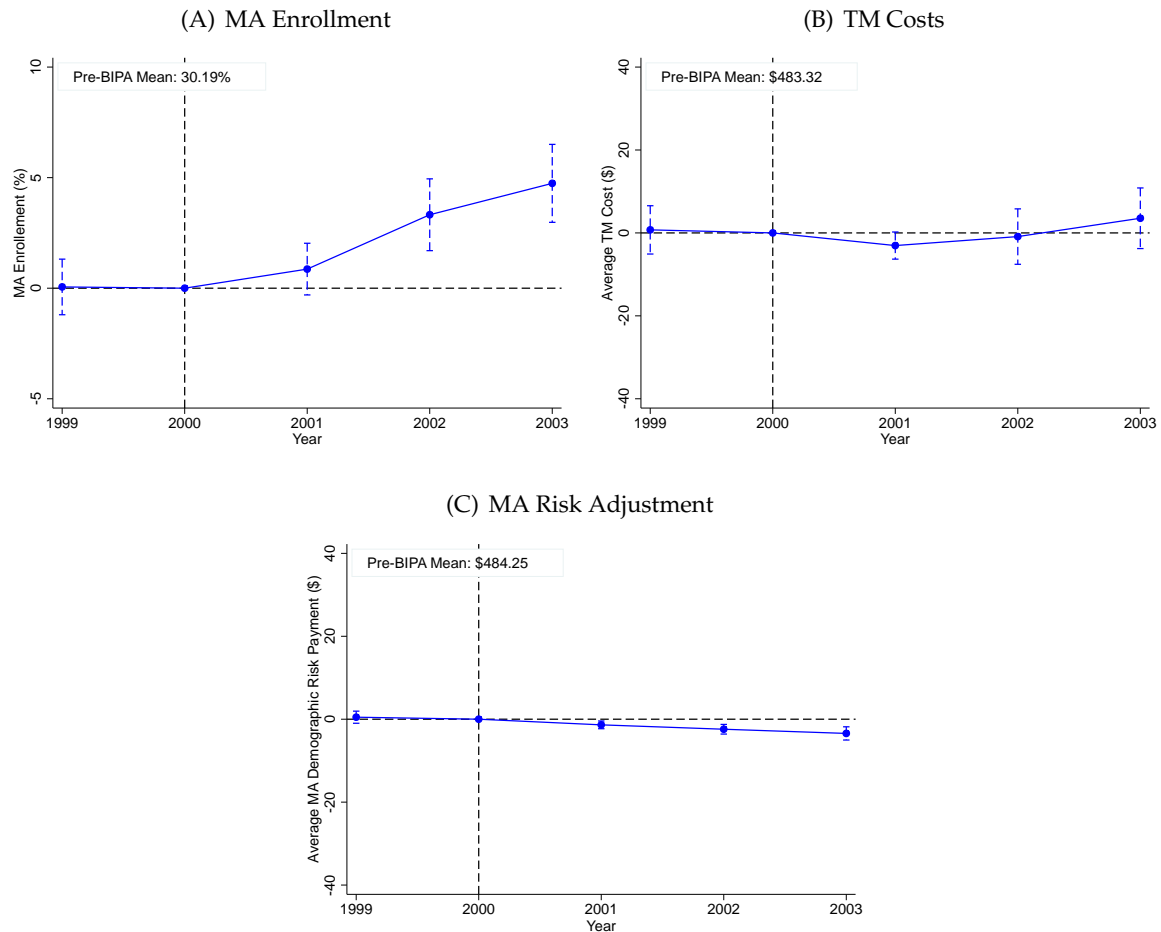 (A) MA Enrollment
Pre-BIPA Mean: 30.19%
MA Enrollement (%)
10
5
0
-5
1999 2000 2001 2002 2003
Year
(B) TM Costs
Pre-BIPA Mean: $483.32
Average TM Cost ($)
40
20
0
-20
-40
1999 2000 2001 2002 2003
Year
(C) MA Risk Adjustment
Pre-BIPA Mean: $484.25
Average MA Demographic Risk Payment ($)
40
20
0
-20
-40
1999 2000 2001 2002 2003
Year